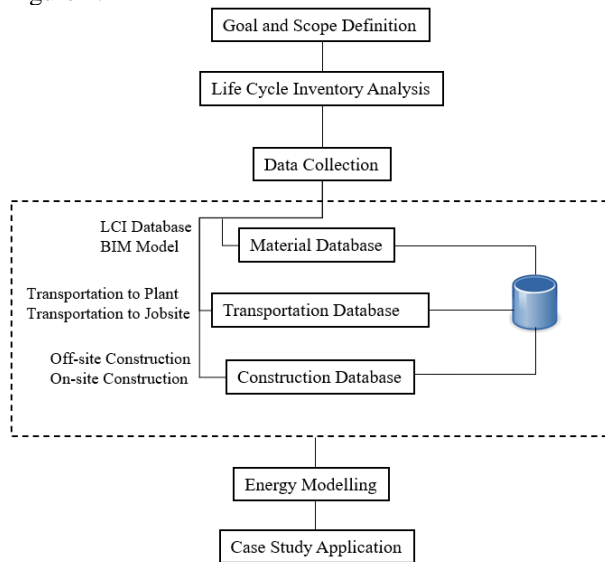 Goal and Scope Definition
Life Cycle Inventory Analysis
Data Collection
LCI Database
BIM Model
Material Database
Transportation to Plant
Transportation to Jobsite
Transportation Database
Off-site Construction
On-site Construction
Construction Database
Energy Modelling
Case Study Application